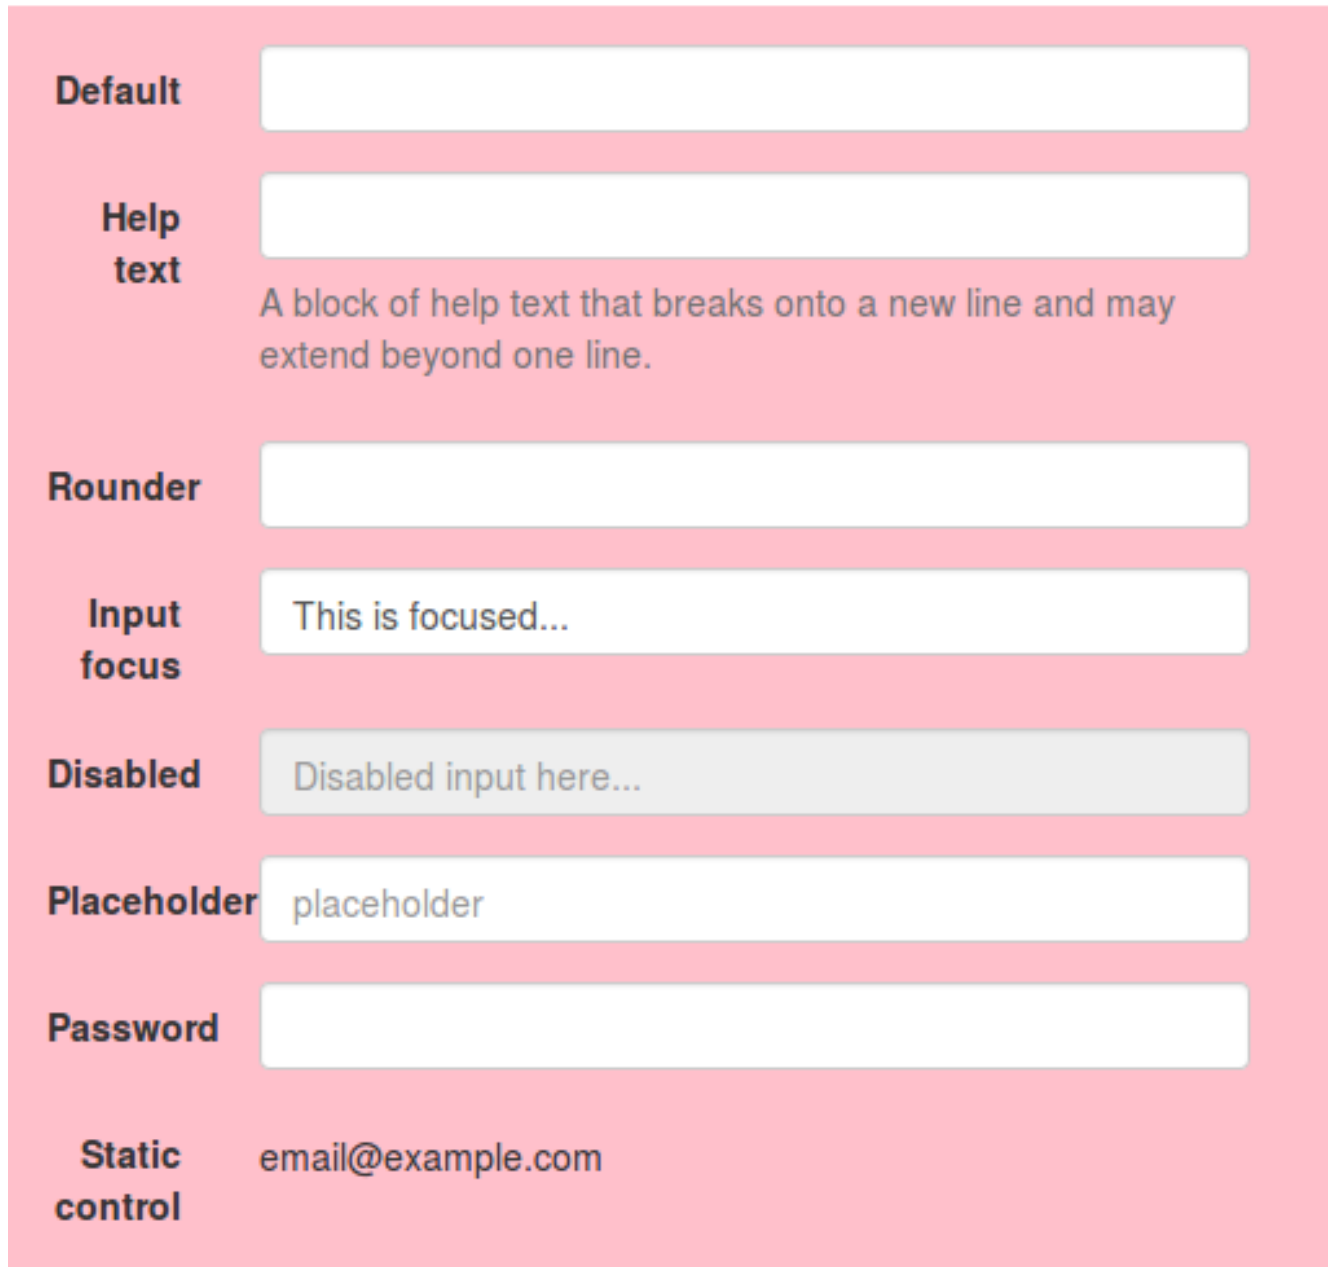 Default
Help
text
A block of help text that breaks onto a new line and may
extend beyond one line.
Rounder
Input
focus
This is focused...
Disabled
Disabled input here...
Placeholder
placeholder
Password
Static
control
email@example.com